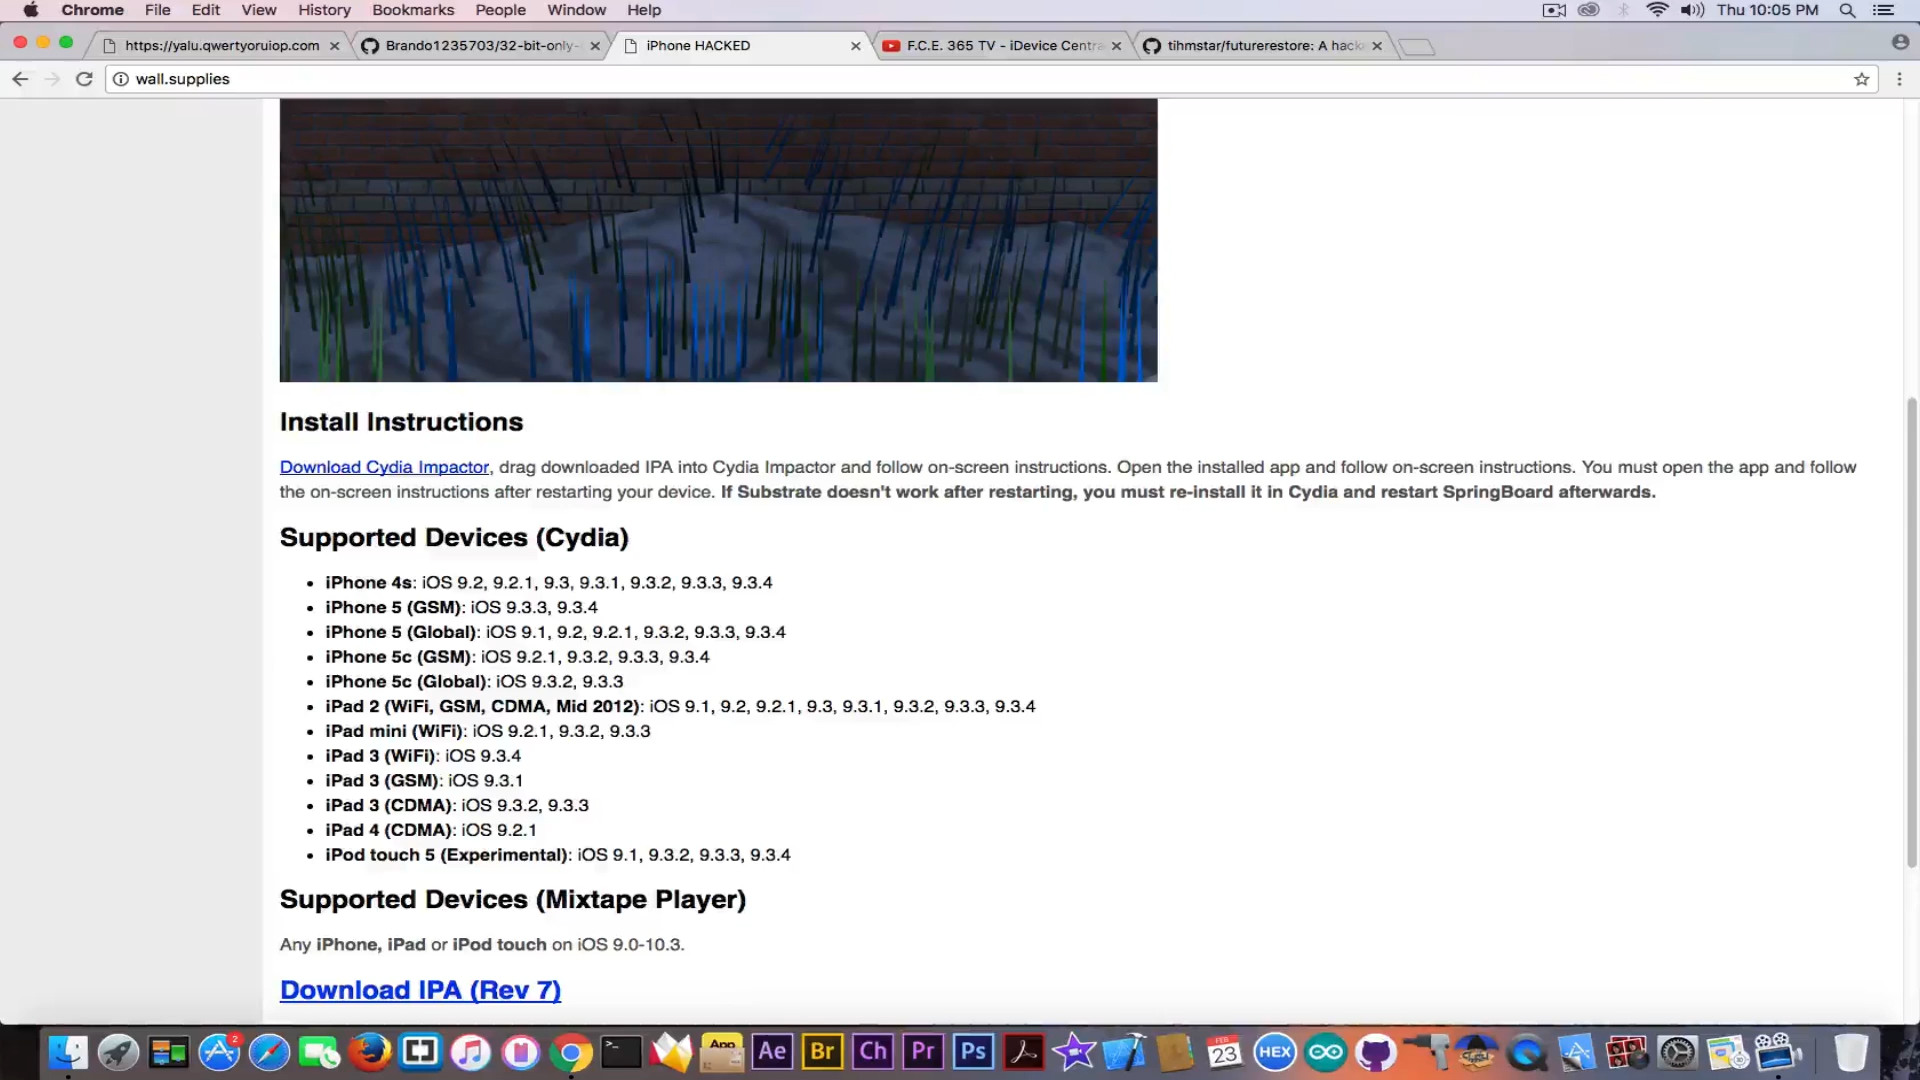 Chrome File Edit View History Bookmarks People Window Help Thu 10:05 PM
https://yalu.qwertyoruiop.com Brando1235703/32-bit-only- iPhone HACKED F.C.E. 365 TV - iDevice Centra tihmstar/futurerestore: A hack
wall.supplies
Install Instructions
Download Cydia Impactor, drag downloaded IPA into Cydia Impactor and follow on-screen instructions. Open the installed app and follow on-screen instructions. You must open the app and follow
the on-screen instructions after restarting your device. If Substrate doesn't work after restarting, you must re-install it in Cydia and restart SpringBoard afterwards.
Supported Devices (Cydia)
• iPhone 4s: iOS 9.2, 9.2.1, 9.3, 9.3.1, 9.3.2, 9.3.3, 9.3.4
• iPhone 5 (GSM): iOS 9.3.3, 9.3.4
• iPhone 5 (Global): iOS 9.1, 9.2, 9.2.1, 9.3.2, 9.3.3, 9.3.4
• iPhone 5c (GSM): iOS 9.2.1, 9.3.2, 9.3.3, 9.3.4
• iPhone 5c (Global): iOS 9.3.2, 9.3.3
• iPad 2 (WiFi, GSM, CDMA, Mid 2012): iOS 9.1, 9.2, 9.2.1, 9.3, 9.3.1, 9.3.2, 9.3.3, 9.3.4
• iPad mini (WiFi): iOS 9.2.1, 9.3.2, 9.3.3
• iPad 3 (WiFi): iOS 9.3.4
• iPad 3 (GSM): iOS 9.3.1
• iPad 3 (CDMA): iOS 9.3.2, 9.3.3
• iPad 4 (CDMA): iOS 9.2.1
• iPod touch 5 (Experimental): iOS 9.1, 9.3.2, 9.3.3, 9.3.4
Supported Devices (Mixtape Player)
Any iPhone, iPad or iPod touch on iOS 9.0-10.3.
Download IPA (Rev 7)
2 App Ae Br Ch Pr Ps FEB 23 HEX